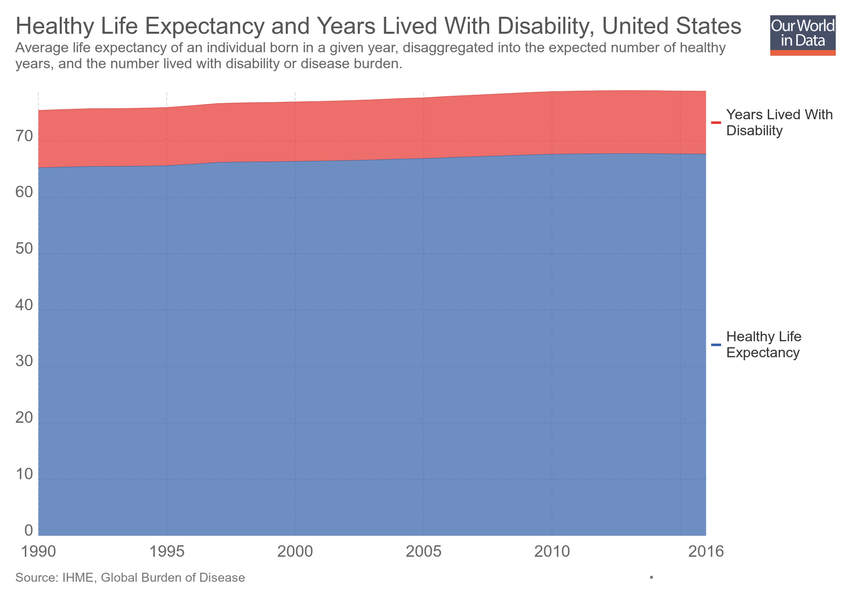 Healthy Life Expectancy and Years Lived With Disability, United States
Our World
in Data
Average life expectancy of an individual born in a given year, disaggregated into the expected number of healthy
years, and the number lived with disability or disease burden.
70
60
50
40
30
20
10
0
Years Lived With
Disability
Healthy Life
Expectancy
1990 1995 2000 2005 2010 2016
Source: IHME, Global Burden of Disease